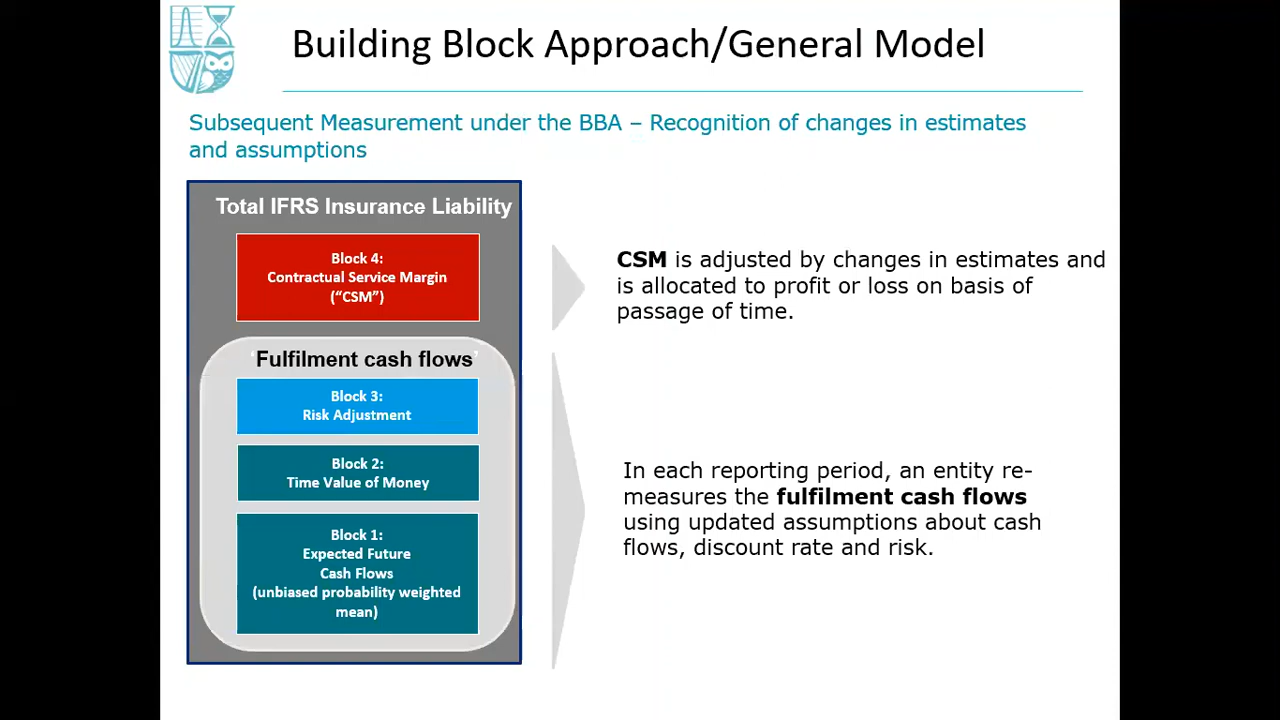 Building Block Approach/General Model
Subsequent Measurement under the BBA – Recognition of changes in estimates
and assumptions
Total IFRS Insurance Liability
Block 4:
Contractual Service Margin
(“CSM”)
Fulfilment cash flows
Block 3:
Risk Adjustment
Block 2:
Time Value of Money
Block 1:
Expected Future
Cash Flows
(unbiased probability weighted
mean)
CSM is adjusted by changes in estimates and
is allocated to profit or loss on basis of
passage of time.
In each reporting period, an entity re-
measures the fulfilment cash flows
using updated assumptions about cash
flows, discount rate and risk.